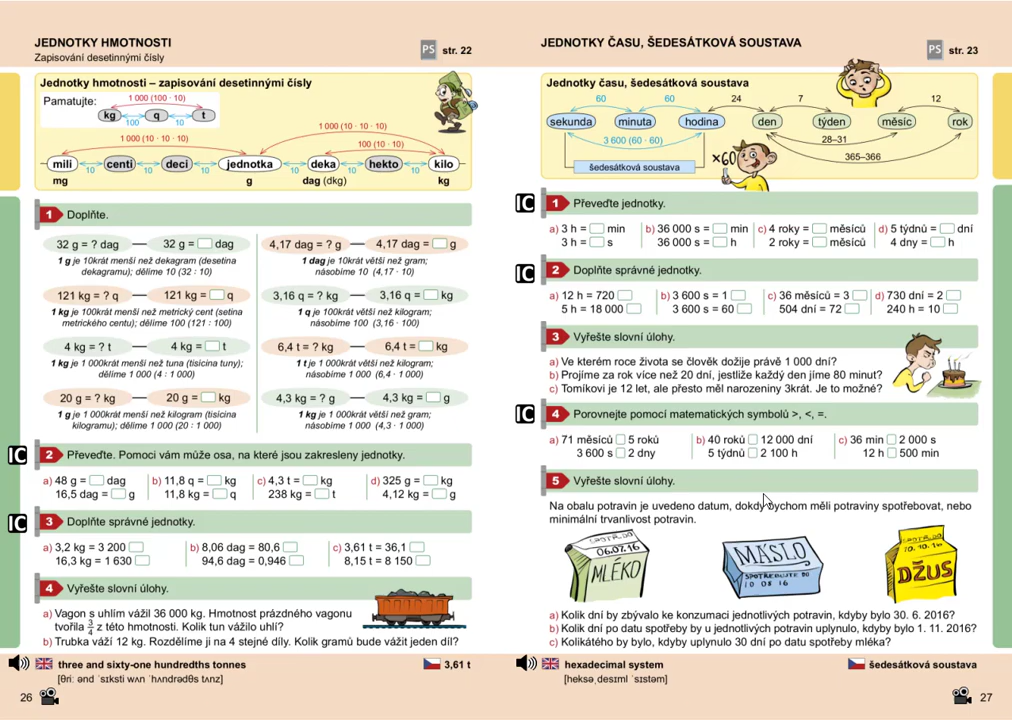 JEDNOTKY HMOTNOSTI
Zapisování desetinnými čísly
PS str. 22
Jednotky hmotnosti – zapisování desetinnými čísly
Pamatujte:
1 000 (100 · 10)
kg q t
100 10
1 000 (10 · 10 · 10)
1 000 (10 · 10 · 10)
100 (10 · 10)
mili centi deci jednotka deka hekto kilo
10 10 10 10 10 10
mg g dag (dkg) kg
1 Doplňte.
32 g = ? dag — 32 g = □ dag
1 g je 10krát menší než dekagram (desetina
dekagramu); dělíme 10 (32 : 10)
121 kg = ? q — 121 kg = □ q
1 kg je 100krát menší než metrický cent (setina
metrického centu); dělíme 100 (121 : 100)
4 kg = ? t — 4 kg = □ t
1 kg je 1 000krát menší než tuna (tisícina tuny);
dělíme 1 000 (4 : 1 000)
20 g = ? kg — 20 g = □ kg
1 g je 1 000krát menší než kilogram (tisícina
kilogramu); dělíme 1 000 (20 : 1 000)
4,17 dag = ? g — 4,17 dag = □ g
1 dag je 10krát větší než gram;
násobíme 10 (4,17 · 10)
3,16 q = ? kg — 3,16 q = □ kg
1 q je 100krát větší než kilogram;
násobíme 100 (3,16 · 100)
6,4 t = ? kg — 6,4 t = □ kg
1 t je 1 000krát větší než kilogram;
násobíme 1 000 (6,4 · 1 000)
4,3 kg = ? g — 4,3 kg = □ g
1 kg je 1 000krát větší než gram;
násobíme 1 000 (4,3 · 1 000)
IC
2 Převeďte. Pomoci vám může osa, na které jsou zakresleny jednotky.
a) 48 g = □ dag b) 11,8 q = □ kg c) 4,3 t = □ kg d) 325 g = □ kg
16,5 dag = □ g 11,8 kg = □ q 238 kg = □ t 4,12 kg = □ g
IC
3 Doplňte správné jednotky.
a) 3,2 kg = 3 200 □ b) 8,06 dag = 80,6 □ c) 3,61 t = 36,1 □
16,3 kg = 1 630 □ 94,6 dag = 0,946 □ 8,15 t = 8 150 □
4 Vyřešte slovní úlohy.
a) Vagon s uhlím vážil 36 000 kg. Hmotnost prázdného vagonu
tvořila 3/4 z této hmotnosti. Kolik tun vážilo uhlí?
b) Trubka váží 12 kg. Rozdělíme ji na 4 stejné díly. Kolik gramů bude vážit jeden díl?
three and sixty-one hundredths tonnes 3,61 t
[θriː ənd ˈsɪksti wʌn ˈhʌndrədθs tʌnz]
26
JEDNOTKY ČASU, ŠEDESÁTKOVÁ SOUSTAVA
PS str. 23
Jednotky času, šedesátková soustava
60 60 24 7 12
sekunda minuta hodina den týden měsíc rok
3 600 (60 · 60)
28–31
365–366
šedesátková soustava
×60
IC
1 Převeďte jednotky.
a) 3 h = □ min b) 36 000 s = □ min c) 4 roky = □ měsíců d) 5 týdnů = □ dní
3 h = □ s 36 000 s = □ h 2 roky = □ měsíců 4 dny = □ h
IC
2 Doplňte správné jednotky.
a) 12 h = 720 □ b) 3 600 s = 1 □ c) 36 měsíců = 3 □ d) 730 dní = 2 □
5 h = 18 000 □ 3 600 s = 60 □ 504 dní = 72 □ 240 h = 10 □
3 Vyřešte slovní úlohy.
a) Ve kterém roce života se člověk dožije právě 1 000 dní?
b) Projíme za rok více než 20 dní, jestliže každý den jíme 80 minut?
c) Tomíkovi je 12 let, ale přesto měl narozeniny 3krát. Je to možné?
IC
4 Porovnejte pomocí matematických symbolů >, <, =.
a) 71 měsíců □ 5 roků b) 40 roků □ 12 000 dní c) 36 min □ 2 000 s
3 600 s □ 2 dny 5 týdnů □ 2 100 h 12 h □ 500 min
5 Vyřešte slovní úlohy.
Na obalu potravin je uvedeno datum, dokdy bychom měli potraviny spotřebovat, nebo
minimální trvanlivost potravin.
SPOTŘ. DO
06.07.16
MLÉKO
MÁSLO
SPOTŘEBUJTE DO
10 08 16
SPOTŘ. DO
10.10.16
DŽUS
a) Kolik dní by zbývalo ke konzumaci jednotlivých potravin, kdyby bylo 30. 6. 2016?
b) Kolik dní po datu spotřeby by u jednotlivých potravin uplynulo, kdyby bylo 1. 11. 2016?
c) Kolikátého by bylo, kdyby uplynulo 30 dní po datu spotřeby mléka?
hexadecimal system šedesátková soustava
[heksəˌdesɪml ˈsɪstəm]
27